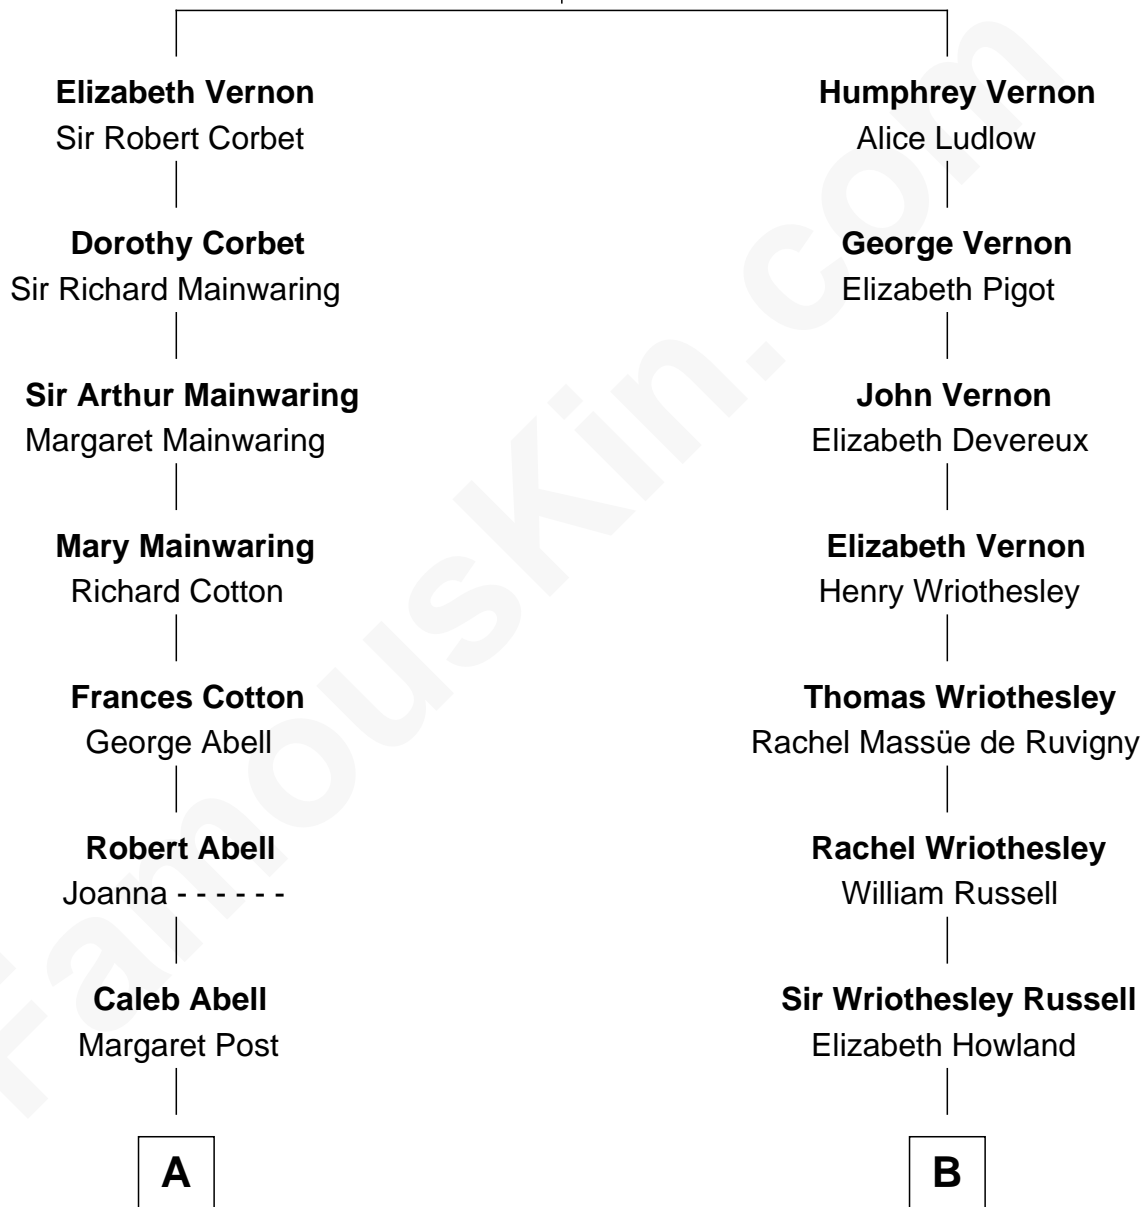 Elizabeth Vernon
Sir Robert Corbet
Dorothy Corbet
Sir Richard Mainwaring
Sir Arthur Mainwaring
Margaret Mainwaring
Mary Mainwaring
Richard Cotton
Frances Cotton
George Abell
Robert Abell
Joanna - - - - - -
Caleb Abell
Margaret Post
A
Humphrey Vernon
Alice Ludlow
George Vernon
Elizabeth Pigot
John Vernon
Elizabeth Devereux
Elizabeth Vernon
Henry Wriothesley
Thomas Wriothesley
Rachel Massüe de Ruvigny
Rachel Wriothesley
William Russell
Sir Wriothesley Russell
Elizabeth Howland
B
FamousKin.com